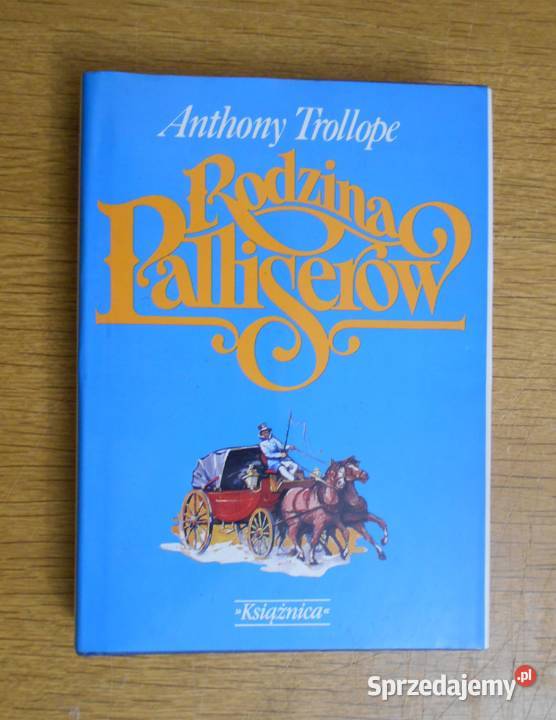 Anthony Trollope
Rodzina
Palliserów
»Książnica«
Sprzedajemy.pl